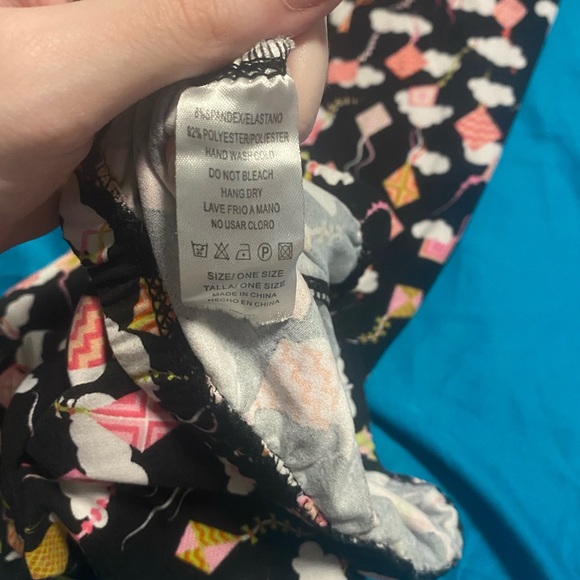 8%SPANDEX/ELASTANO
92% POLYESTER/POLIESTER
HAND WASH COLD
DO NOT BLEACH
HANG DRY
LAVE FRIO A MANO
NO USAR CLORO
P
SIZE/ONE SIZE
TALLA/ONE SIZE
MADE IN CHINA
HECHO EN CHINA